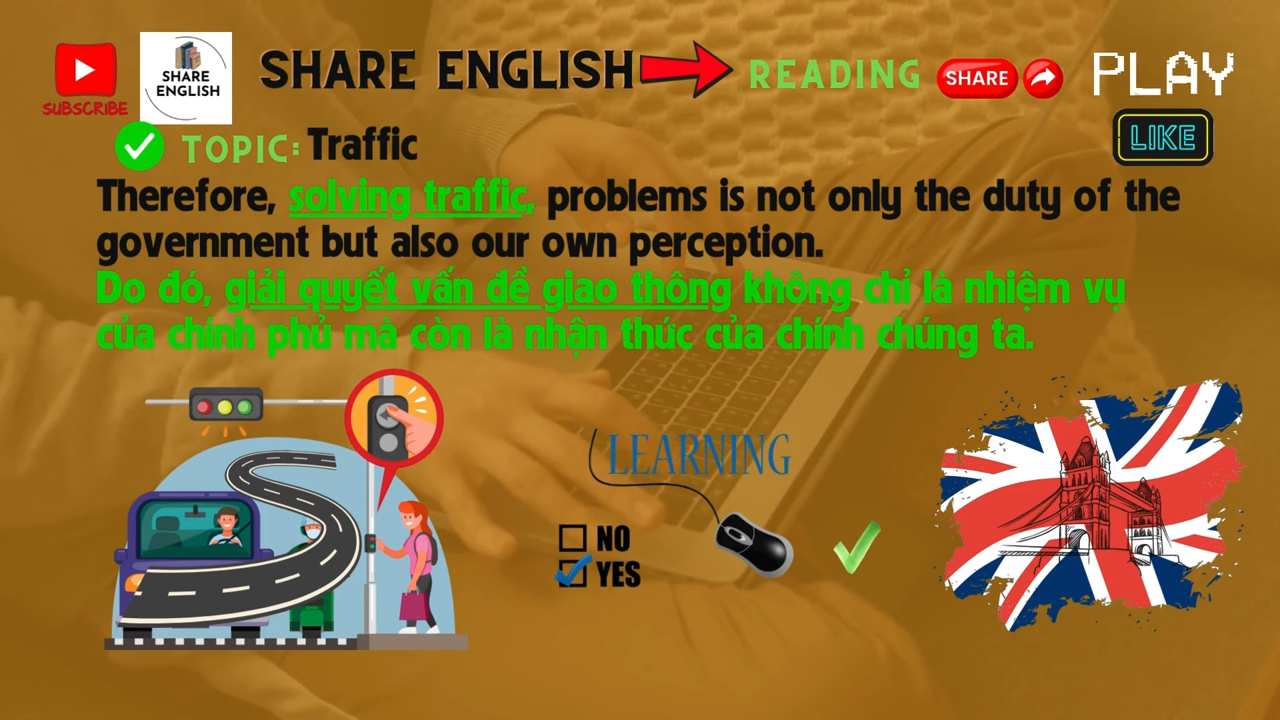 SUBSCRIBE
SHARE
ENGLISH
SHARE ENGLISH
READING
SHARE
PLAY
LIKE
TOPIC: Traffic
Therefore, solving traffic, problems is not only the duty of the
government but also our own perception.
Do đó, giải quyết vấn đề giao thông không chỉ là nhiệm vụ
của chính phủ mà còn là nhận thức của chính chúng ta.
LEARNING
NO
YES